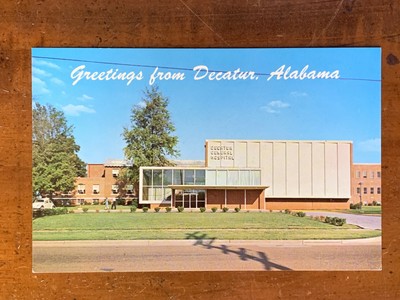 Greetings from Decatur, Alabama
DECATUR
GENERAL
HOSPITAL